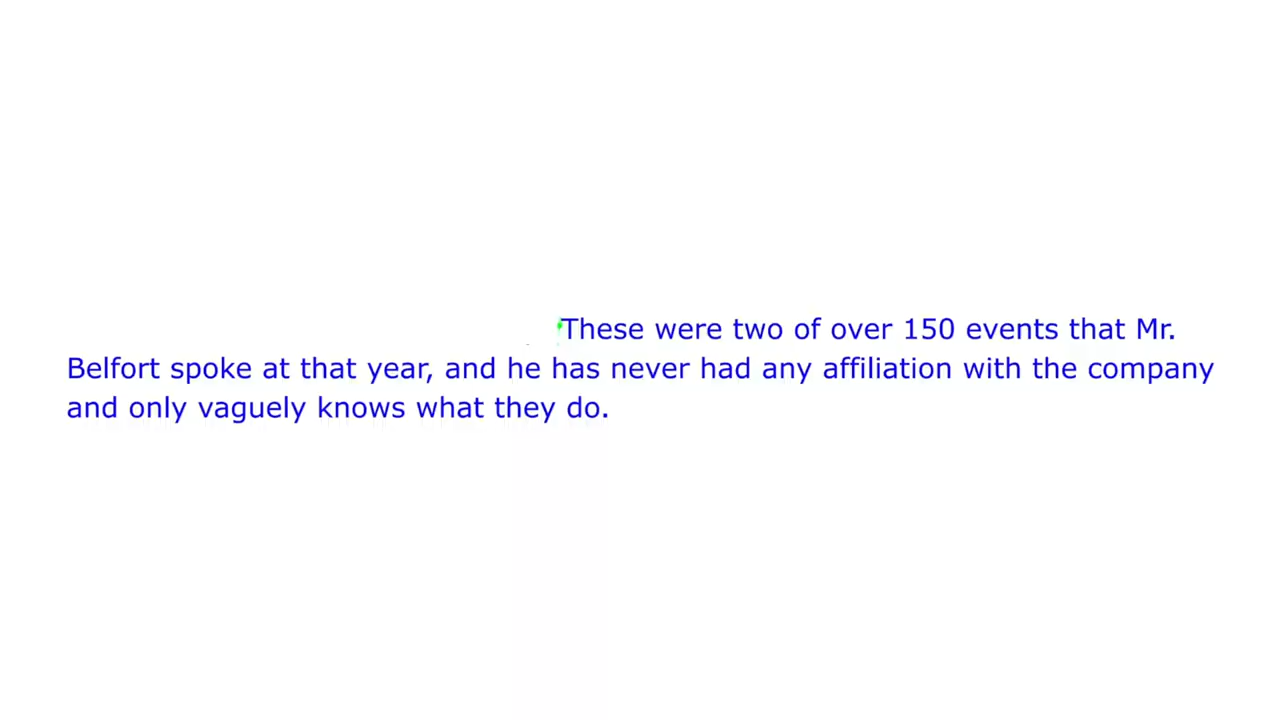 These were two of over 150 events that Mr.
Belfort spoke at that year, and he has never had any affiliation with the company
and only vaguely knows what they do.